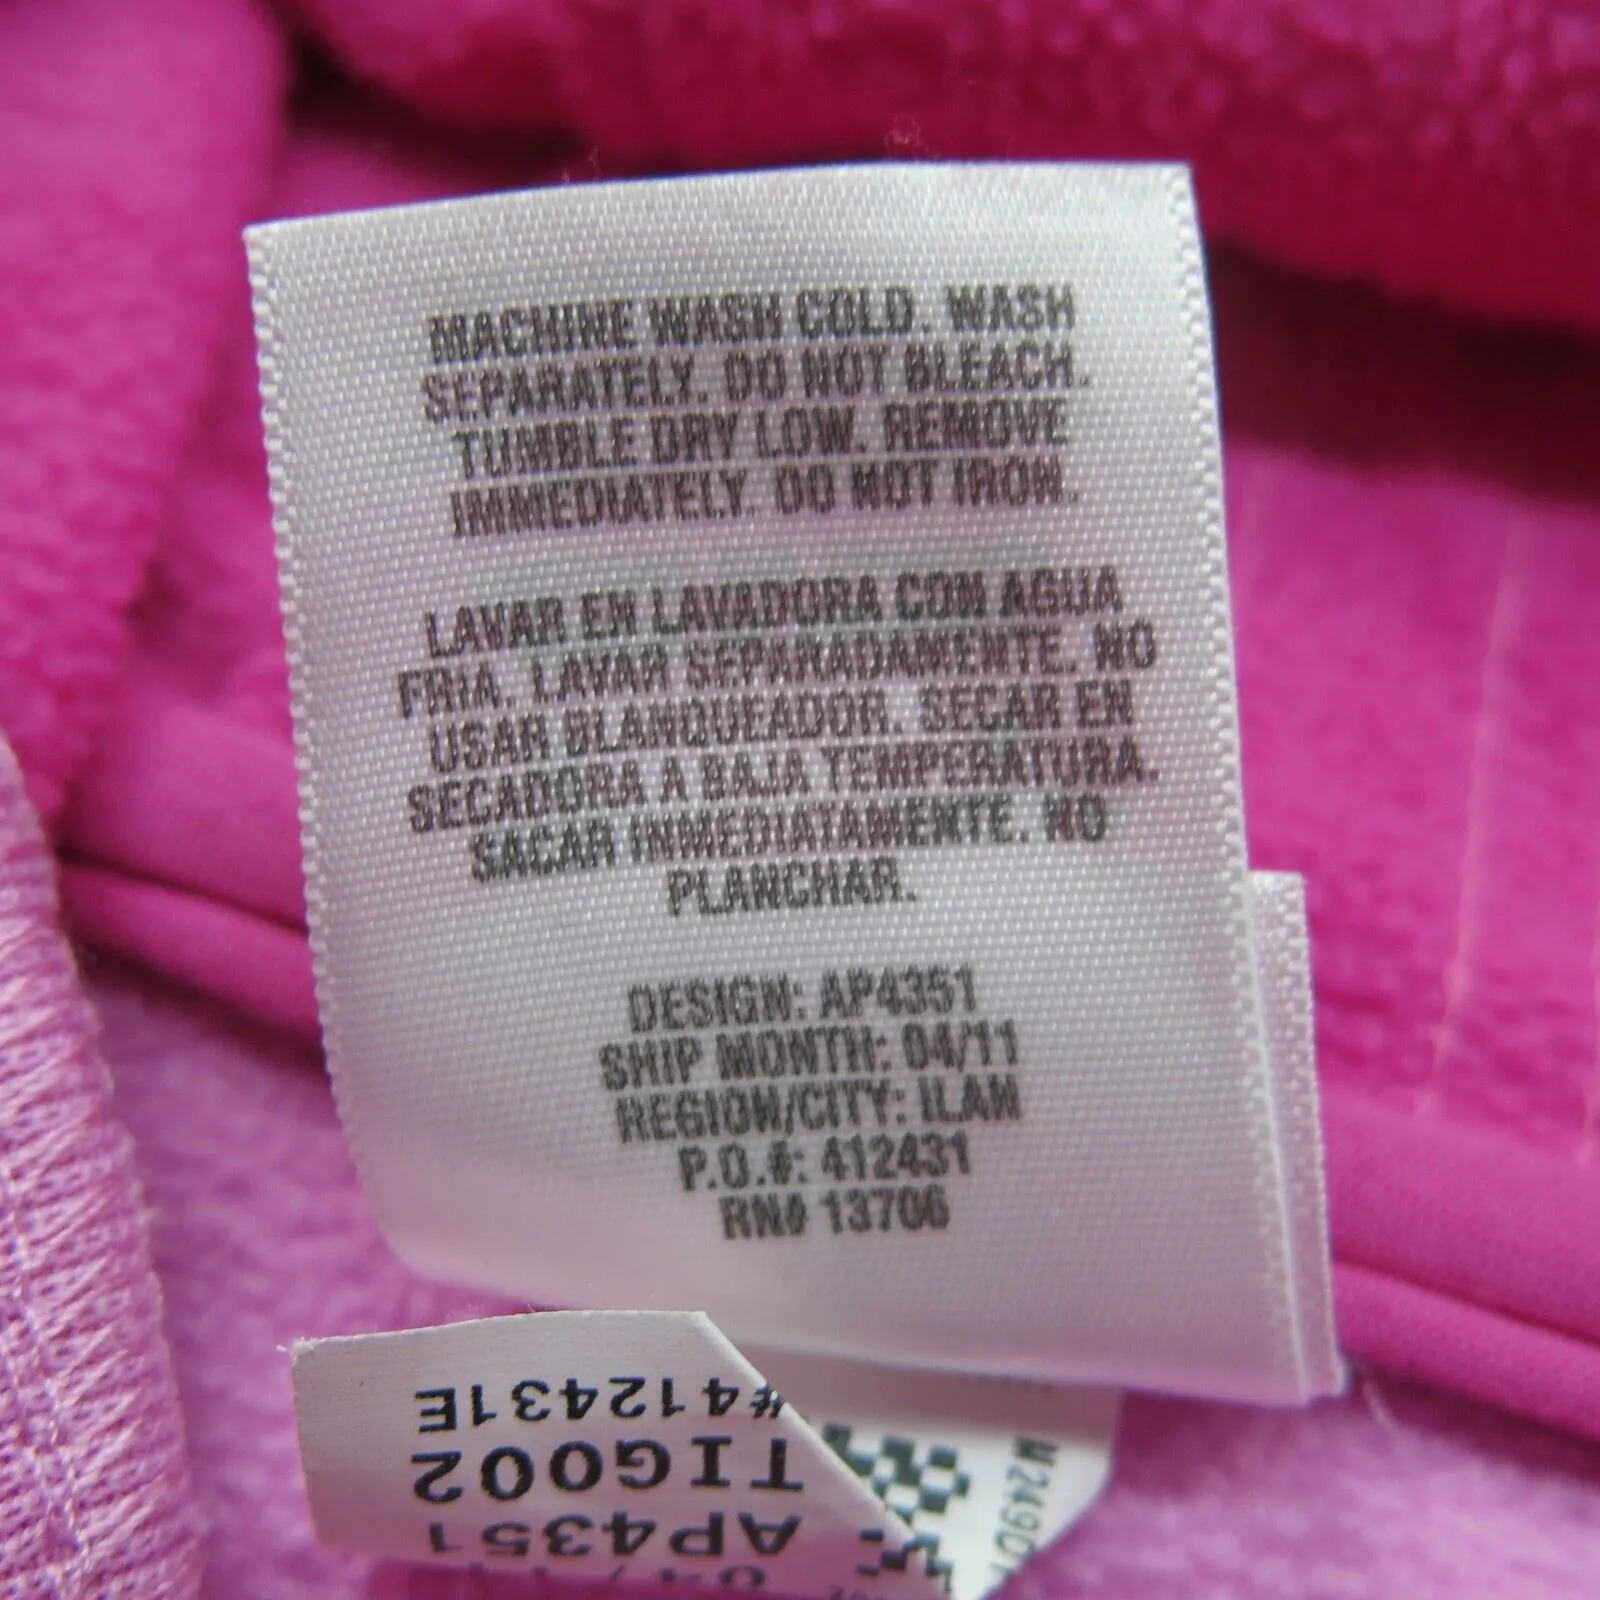 MACHINE WASH COLD. WASH
SEPARATELY. DO NOT BLEACH.
TUMBLE DRY LOW. REMOVE
IMMEDIATELY. DO NOT IRON.
LAVAR EN LAVADORA CON AGUA
FRIA. LAVAR SEPARADAMENTE. NO
USAR BLANQUEADOR. SECAR EN
SECADORA A BAJA TEMPERATURA.
SACAR INMEDIATAMENTE. NO
PLANCHAR.
DESIGN: AP4351
SHIP MONTH: 04/11
REGION/CITY: ILAN
P.O.#: 412431
RN# 13706
#412431E
TIG002
AP4351